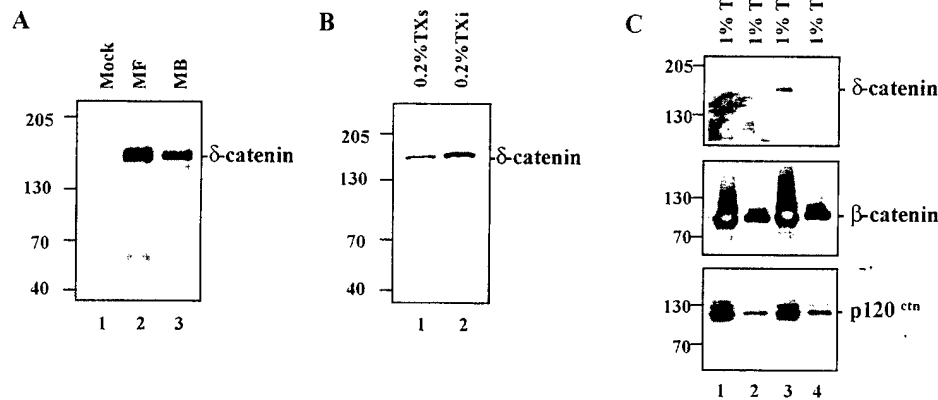 A
Mock
MF
MB
205
130
70
40
δ-catenin
1 2 3
B
0.2%TXs
0.2%TXi
205
130
70
40
δ-catenin
1 2
C
1% T
1% T
1% T
1% T
205
130
δ-catenin
130
70
β-catenin
130
70
p120 ctn
1 2 3 4